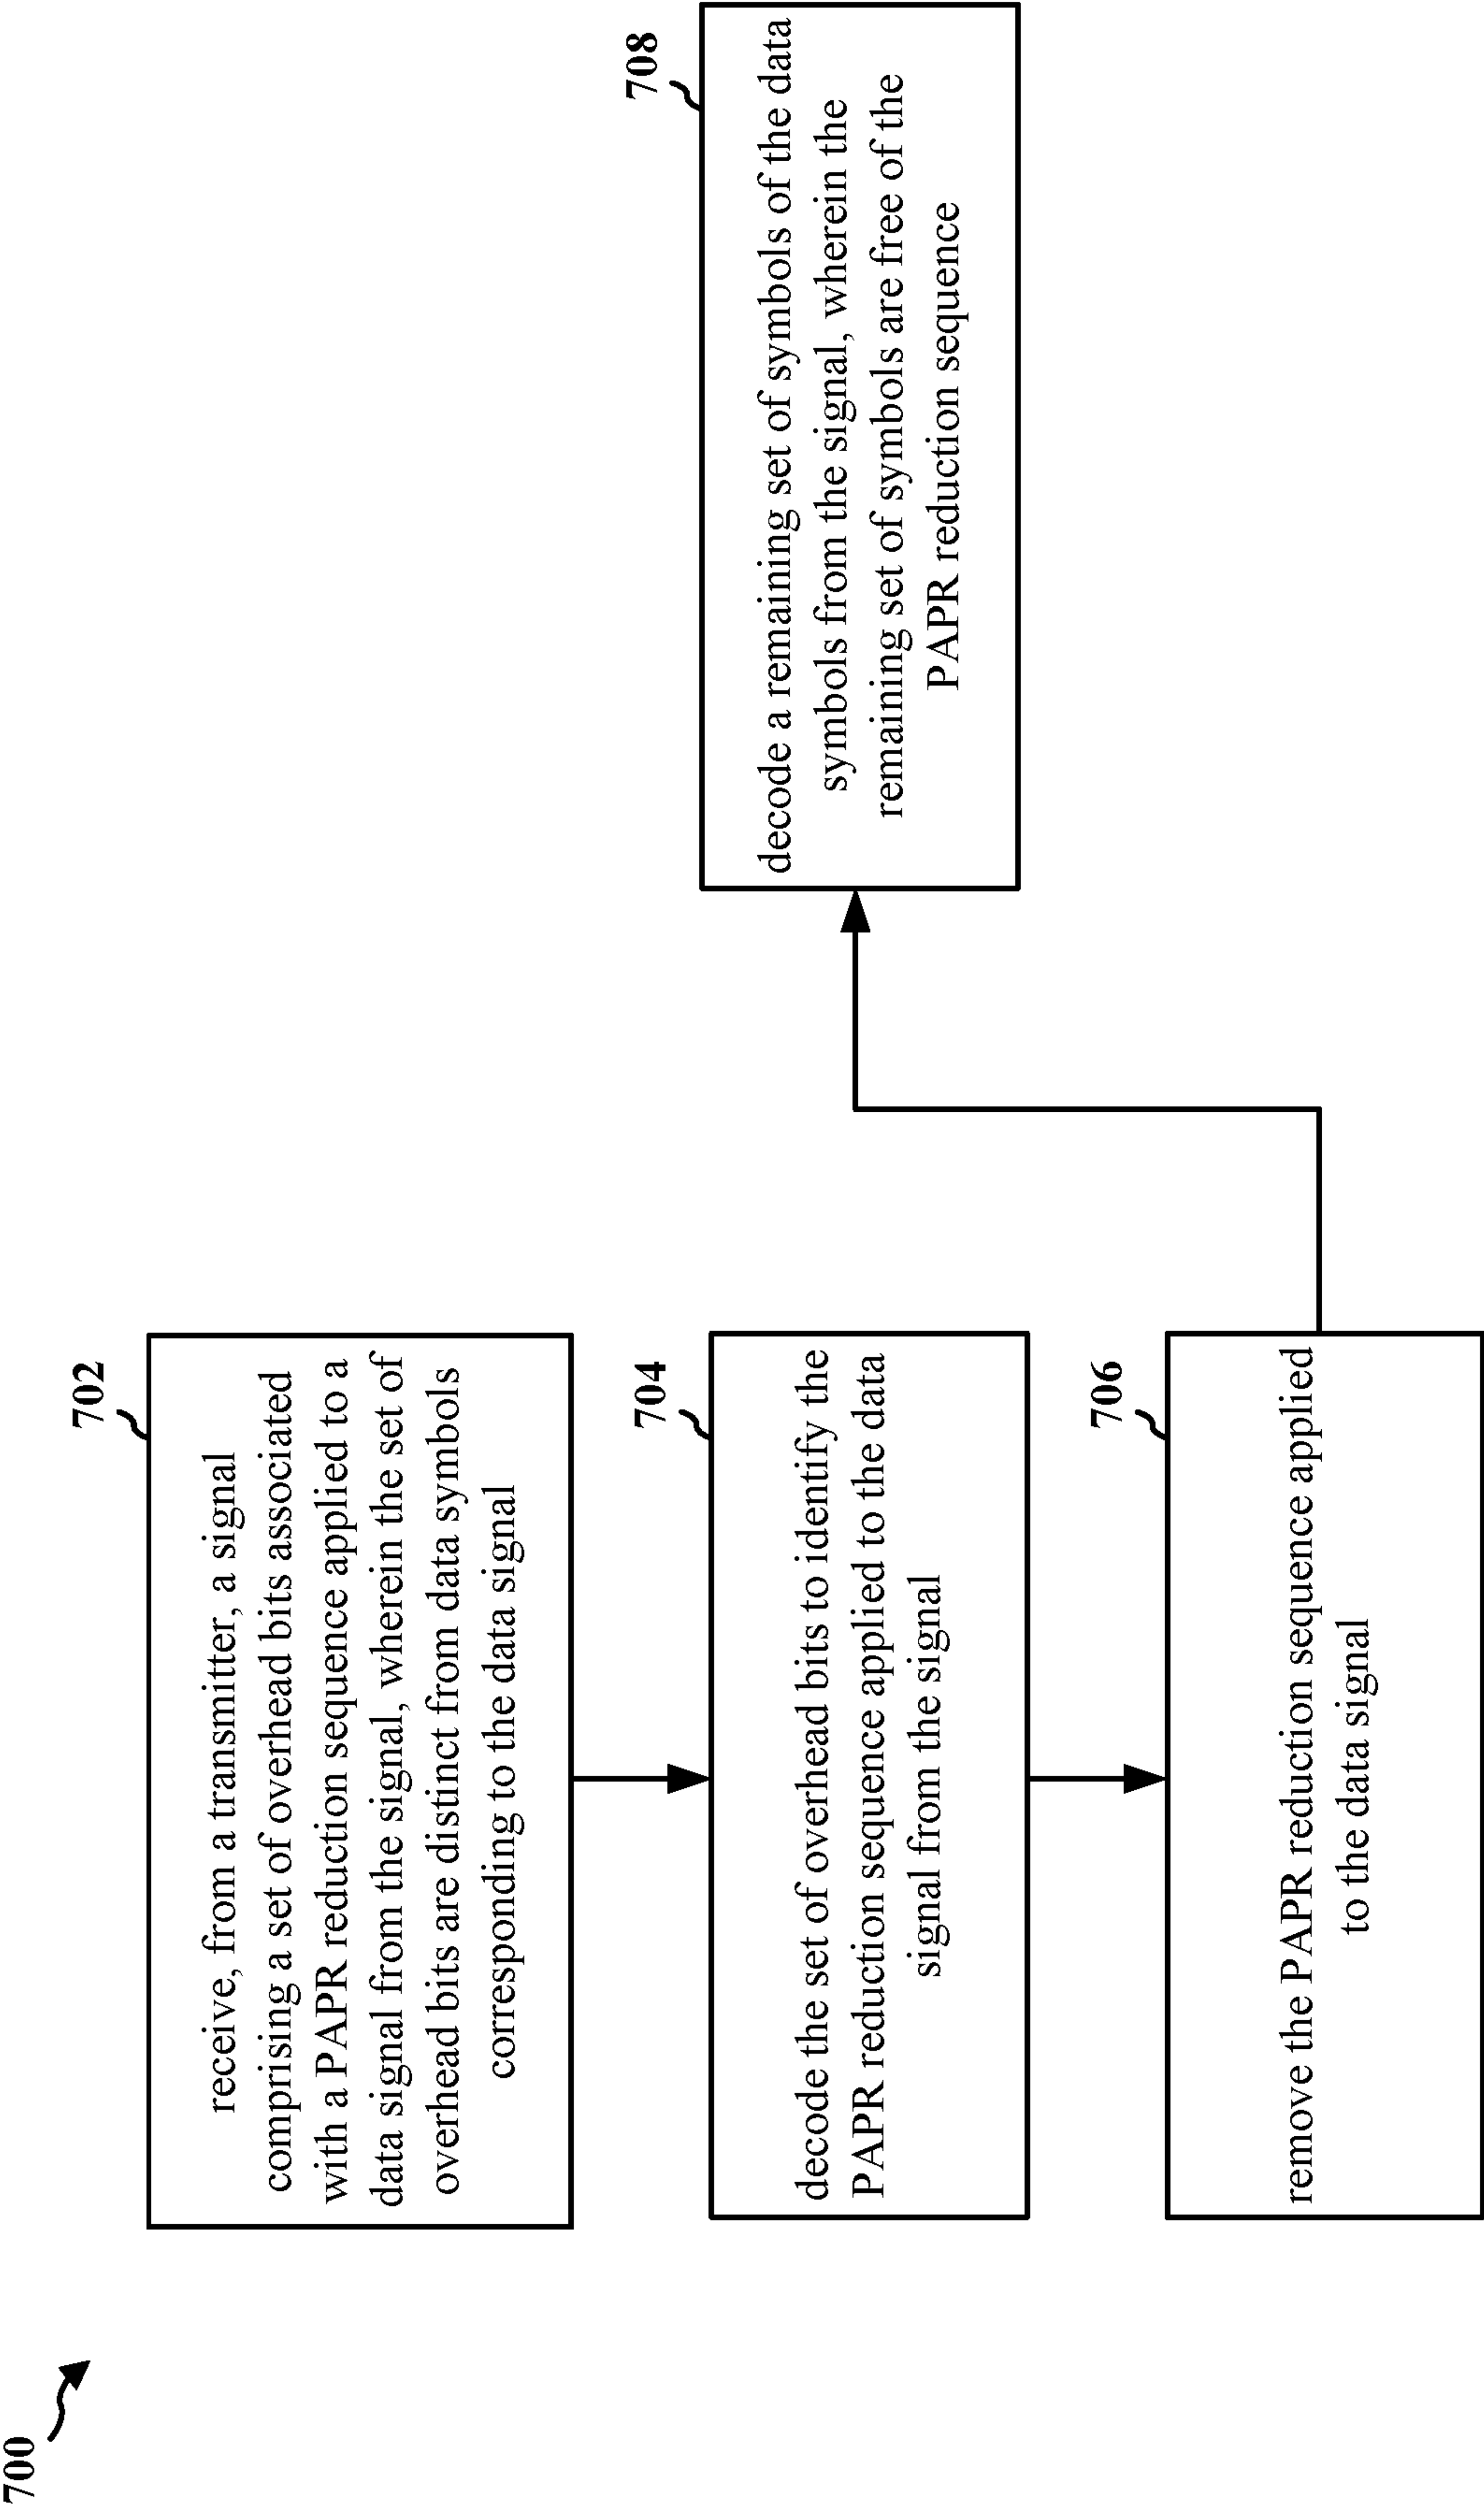 700
702
receive, from a transmitter, a signal
comprising a set of overhead bits associated
with a PAPR reduction sequence applied to a
data signal from the signal, wherein the set of
overhead bits are distinct from data symbols
corresponding to the data signal
704
decode the set of overhead bits to identify the
PAPR reduction sequence applied to the data
signal from the signal
706
remove the PAPR reduction sequence applied
to the data signal
708
decode a remaining set of symbols of the data
symbols from the signal, wherein the
remaining set of symbols are free of the
PAPR reduction sequence